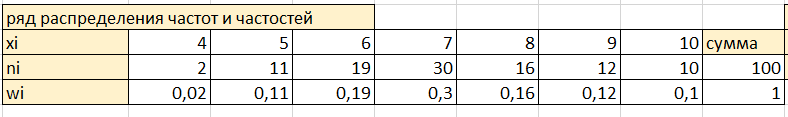 ряд распределения частот и частостей
xi 4 5 6 7 8 9 10 сумма
ni 2 11 19 30 16 12 10 100
wi 0,02 0,11 0,19 0,3 0,16 0,12 0,1 1